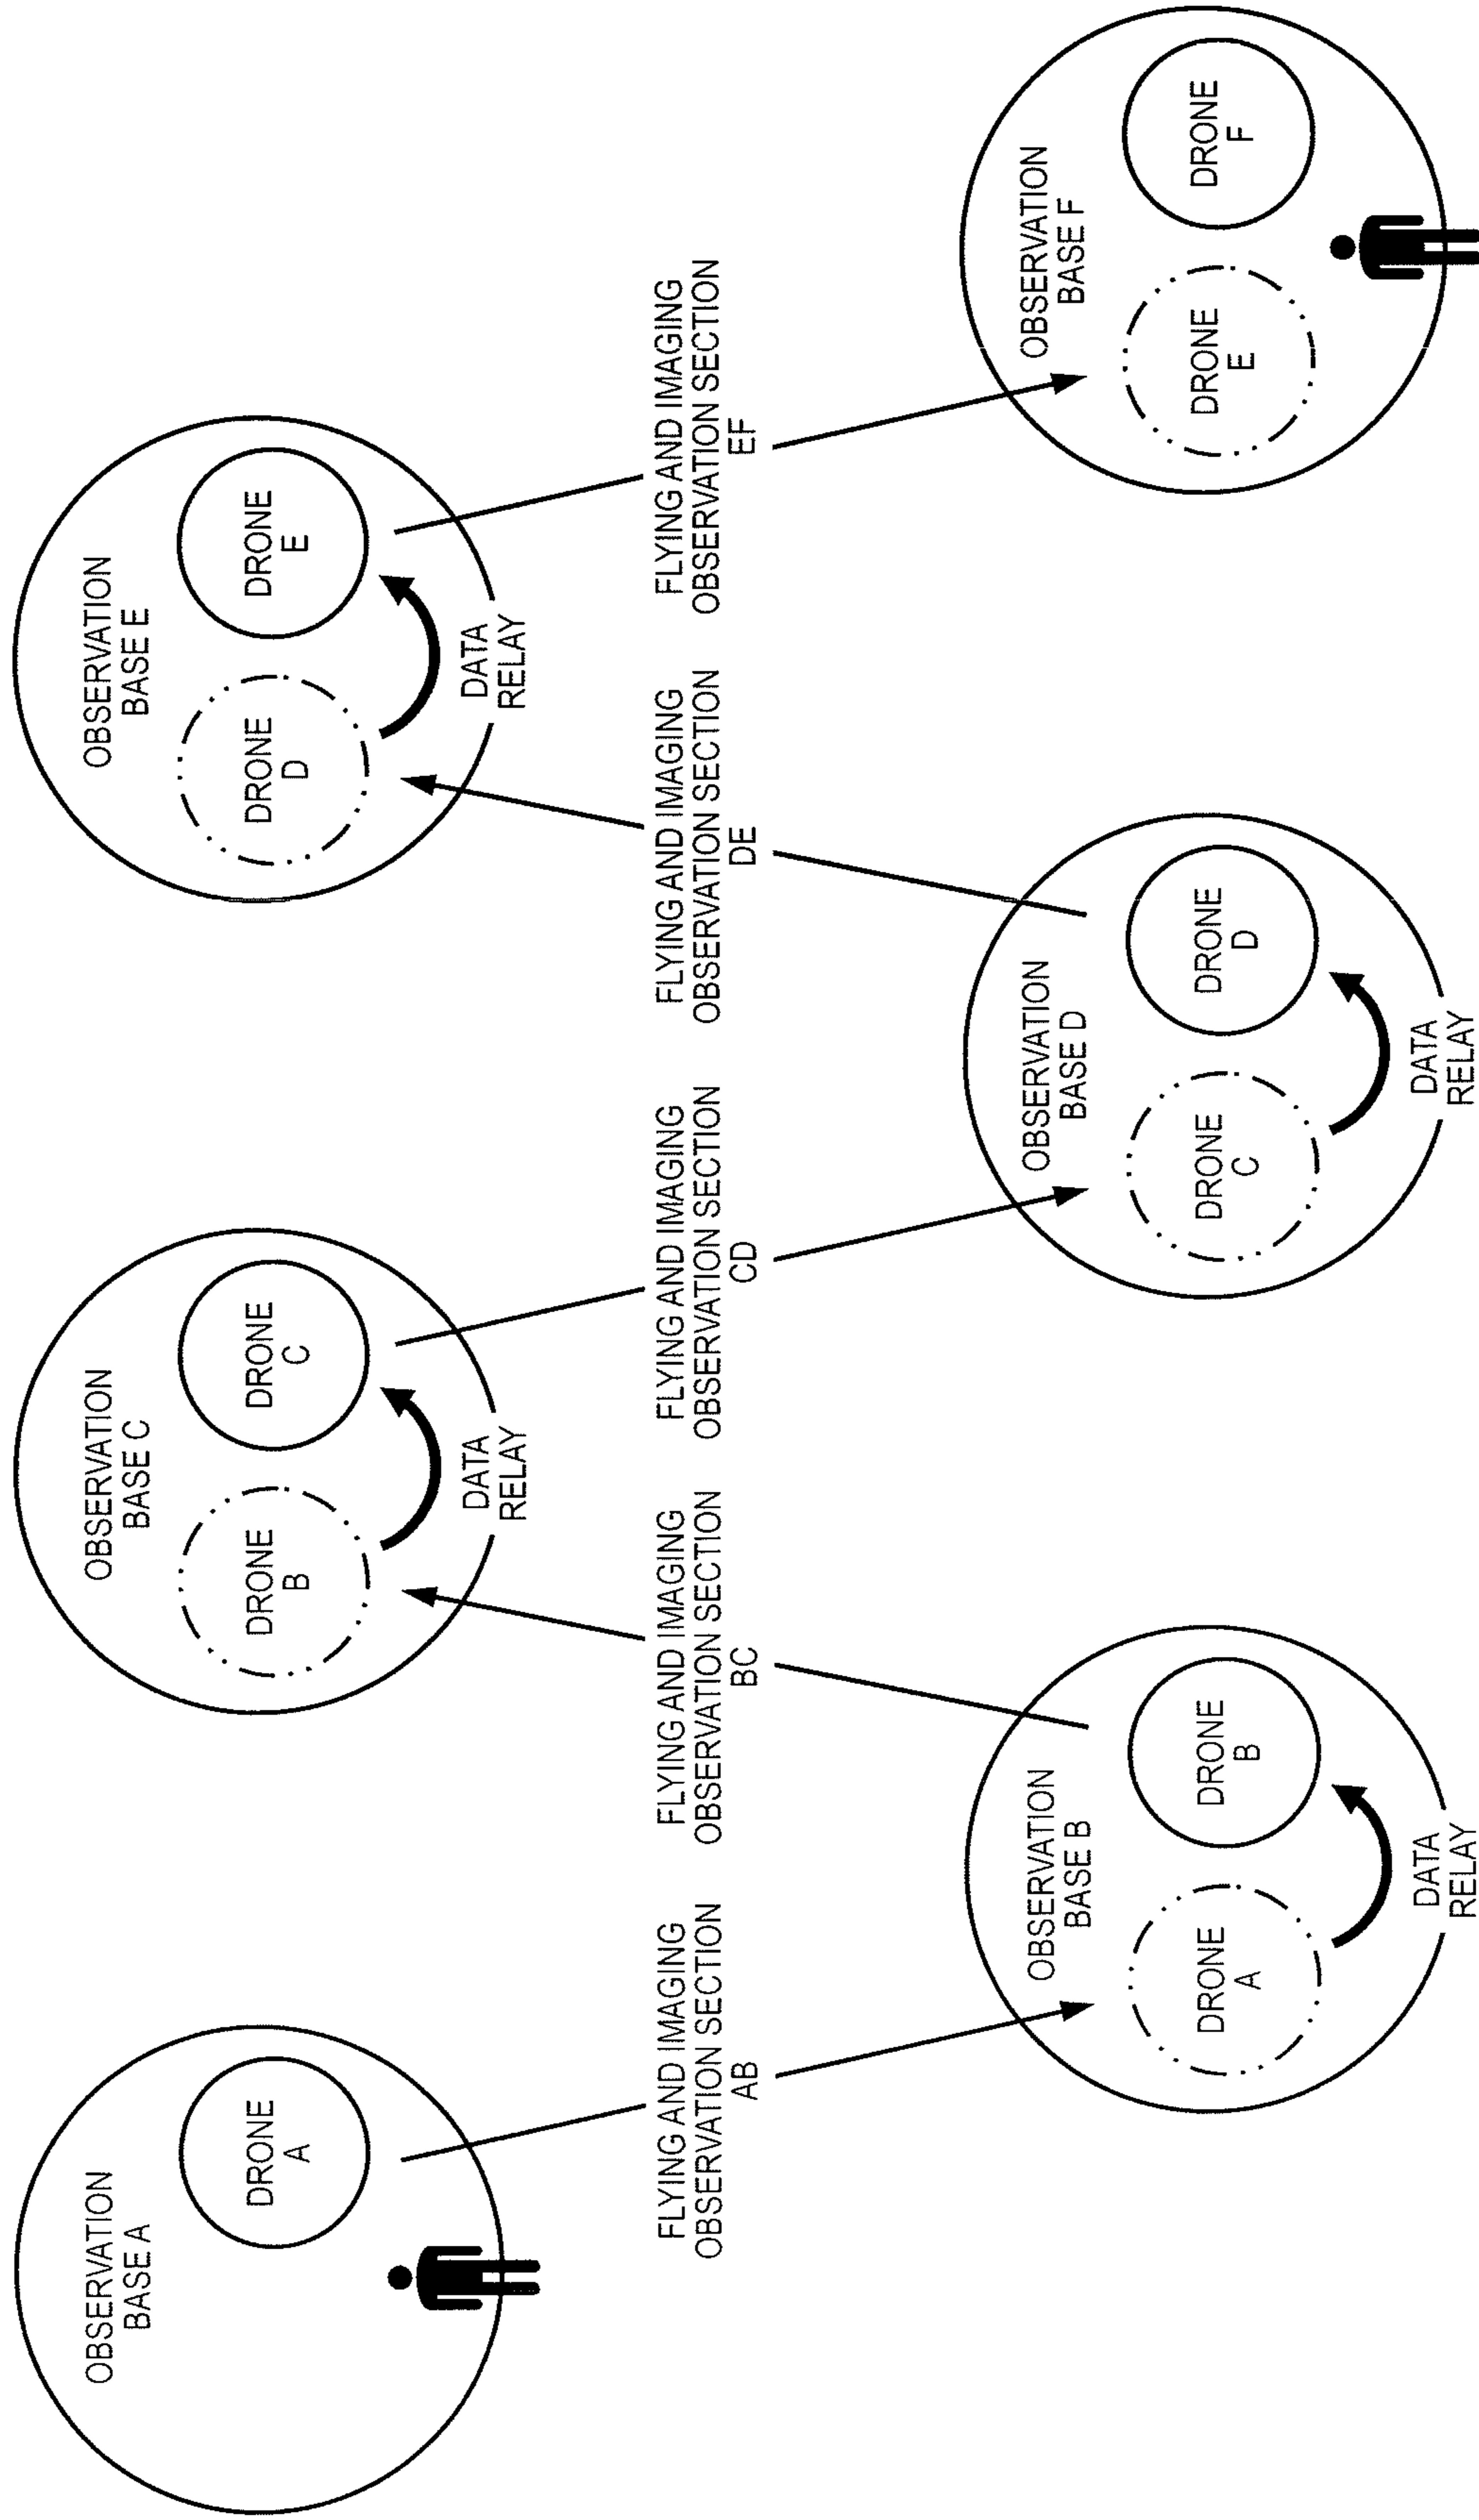 OBSERVATION
BASE A
DRONE
A
FLYING AND IMAGING
OBSERVATION SECTION
AB
OBSERVATION
BASE B
DRONE
A
DRONE
B
DATA
RELAY
FLYING AND IMAGING
OBSERVATION SECTION
BC
OBSERVATION
BASE C
DRONE
B
DRONE
C
DATA
RELAY
FLYING AND IMAGING
OBSERVATION SECTION
CD
OBSERVATION
BASE D
DRONE
C
DRONE
D
DATA
RELAY
FLYING AND IMAGING
OBSERVATION SECTION
DE
OBSERVATION
BASE E
DRONE
D
DRONE
E
DATA
RELAY
FLYING AND IMAGING
OBSERVATION SECTION
EF
OBSERVATION
BASE F
DRONE
E
DRONE
F